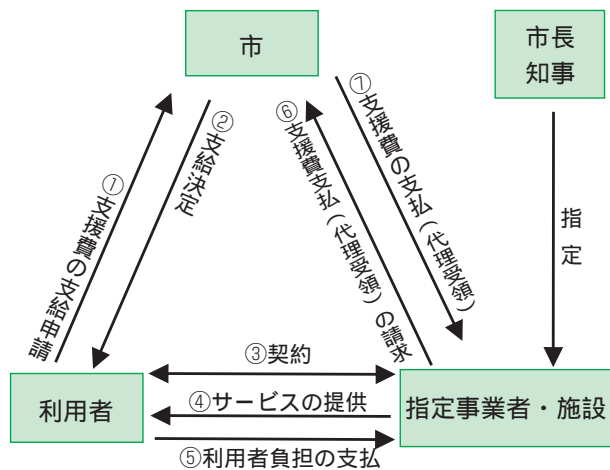 市
市長
知事
①支援費の支給申請
②支給決定
⑥支援費支払(代理受領)の請求
⑦支援費の支払(代理受領)
指定
③契約
利用者
④サービスの提供
指定事業者・施設
⑤利用者負担の支払